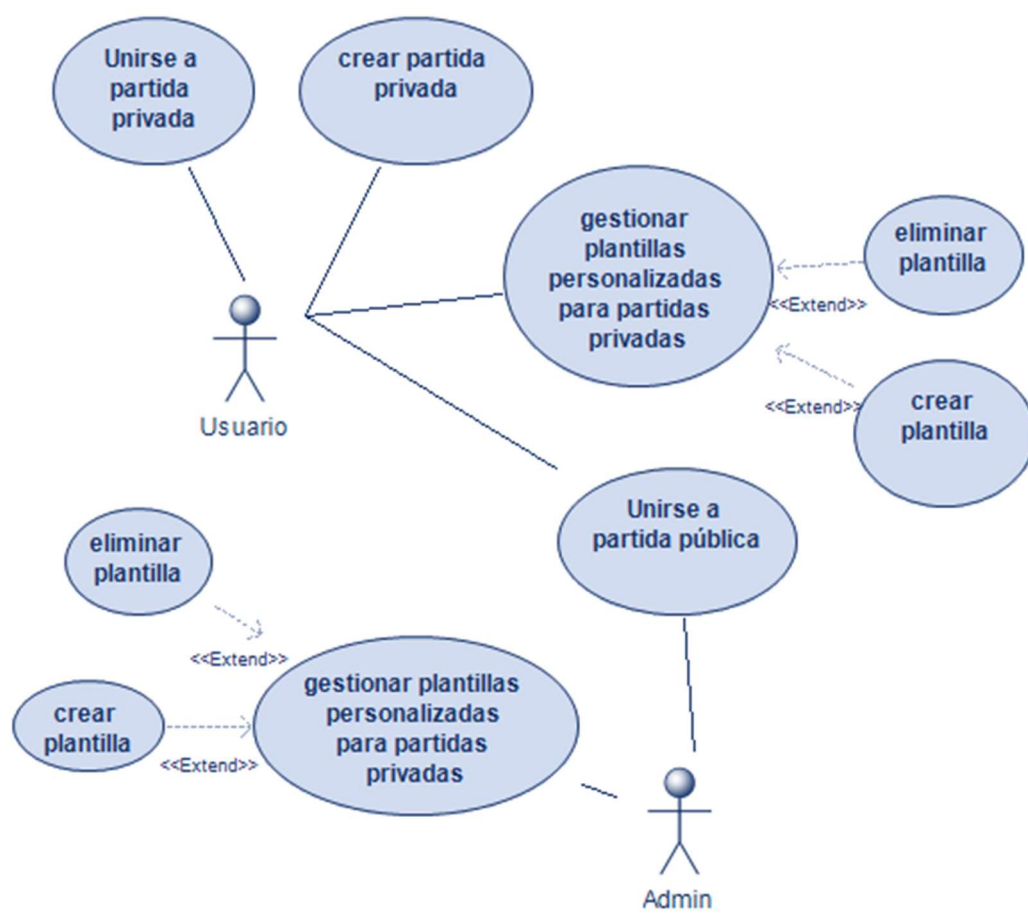 Unirse a
partida
privada
crear partida
privada
gestionar
plantillas
personalizadas
para partidas
privadas
eliminar
plantilla
<<Extend>>
<<Extend>>
crear
plantilla
Usuario
Unirse a
partida pública
eliminar
plantilla
<<Extend>>
crear
plantilla
<<Extend>>
gestionar plantillas
personalizadas
para partidas
privadas
Admin